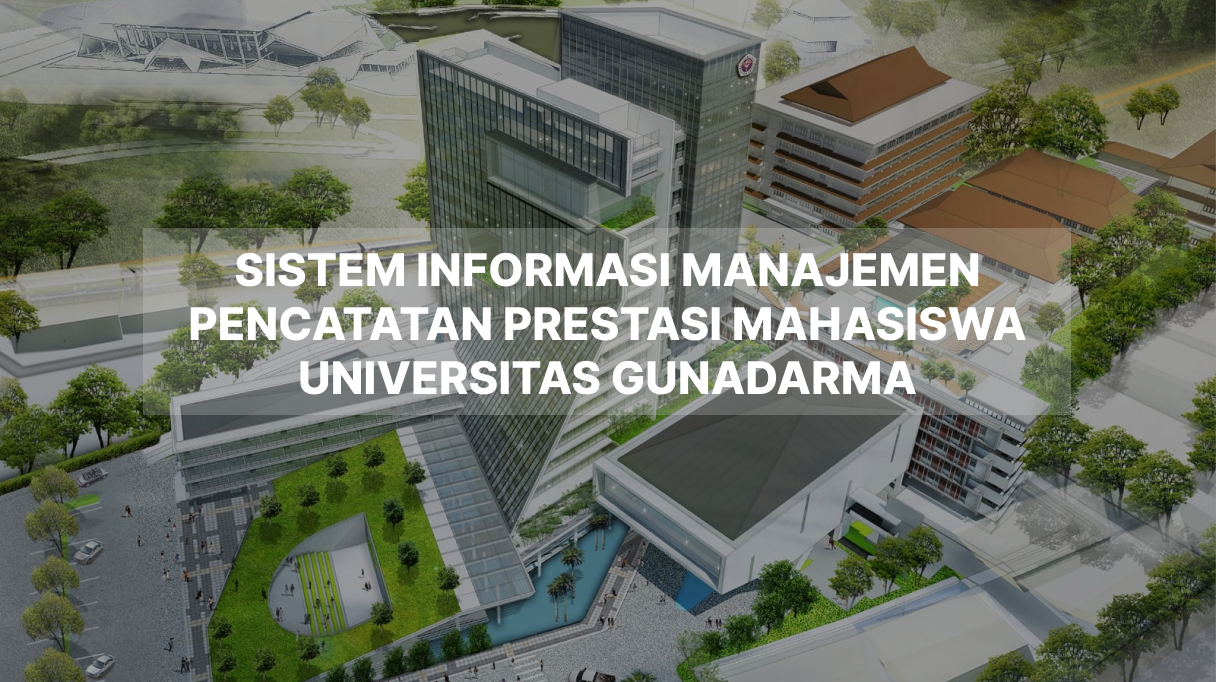 SISTEM INFORMASI MANAJEMEN
PENCATATAN PRESTASI MAHASISWA
UNIVERSITAS GUNADARMA